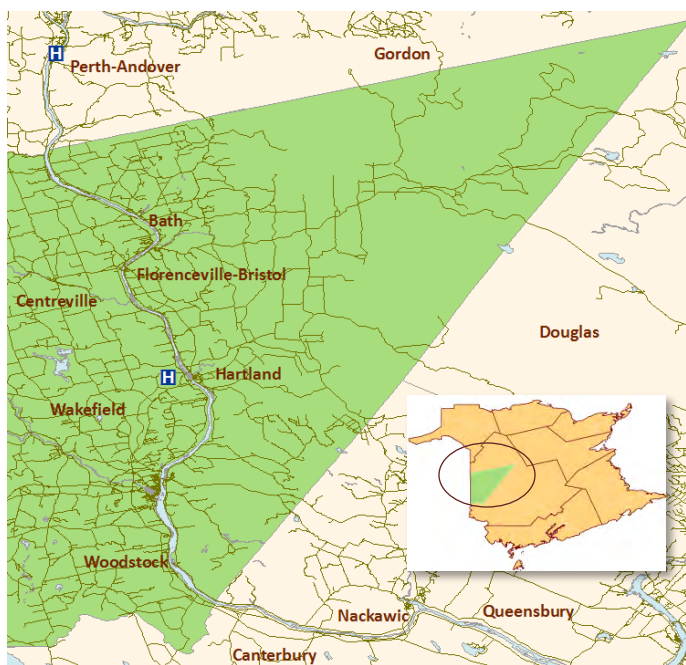 Gordon
H
Perth-Andover
Bath
Florenceville-Bristol
Centreville
Douglas
H
Hartland
Wakefield
Woodstock
Nackawic
Queensbury
Canterbury